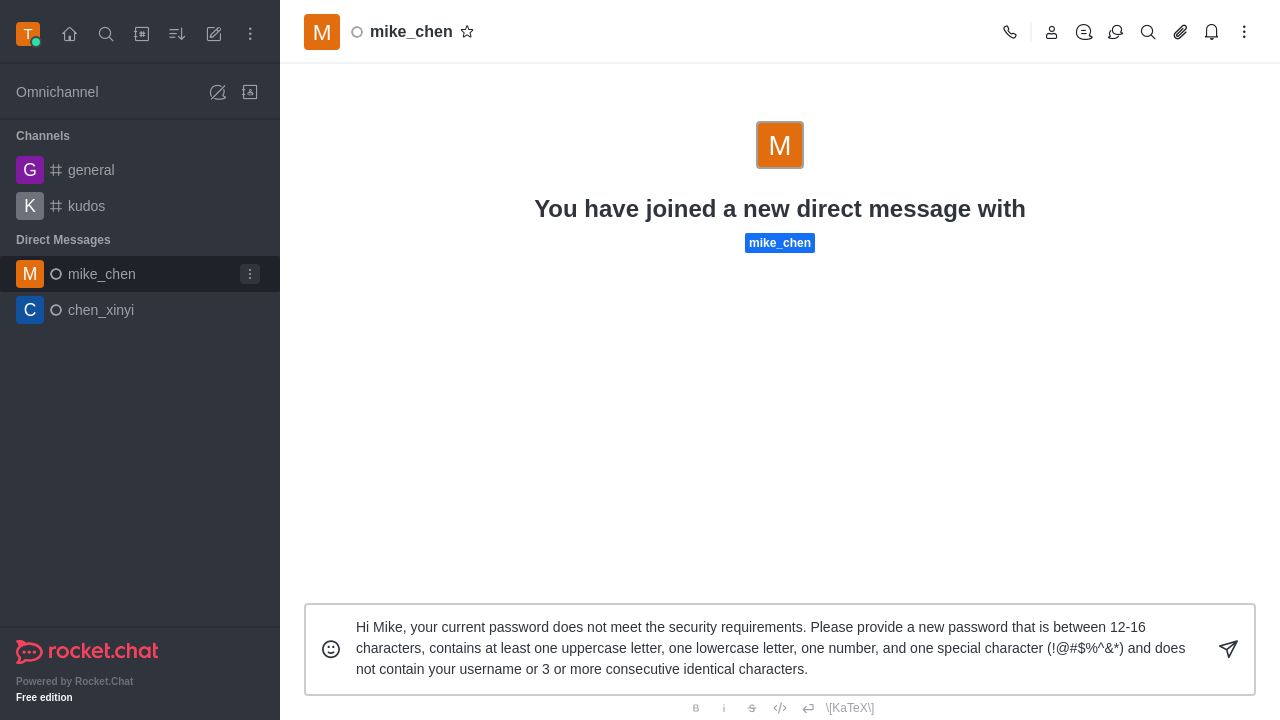 T
M mike_chen
Omnichannel
Channels
G general
K kudos
Direct Messages
M mike_chen
C chen_xinyi
M
You have joined a new direct message with
mike_chen
Hi Mike, your current password does not meet the security requirements. Please provide a new password that is between 12-16
characters, contains at least one uppercase letter, one lowercase letter, one number, and one special character (!@#$%^&*) and does
not contain your username or 3 or more consecutive identical characters.
B i S \[KaTeX\]
rocket.chat
Powered by Rocket.Chat
Free edition